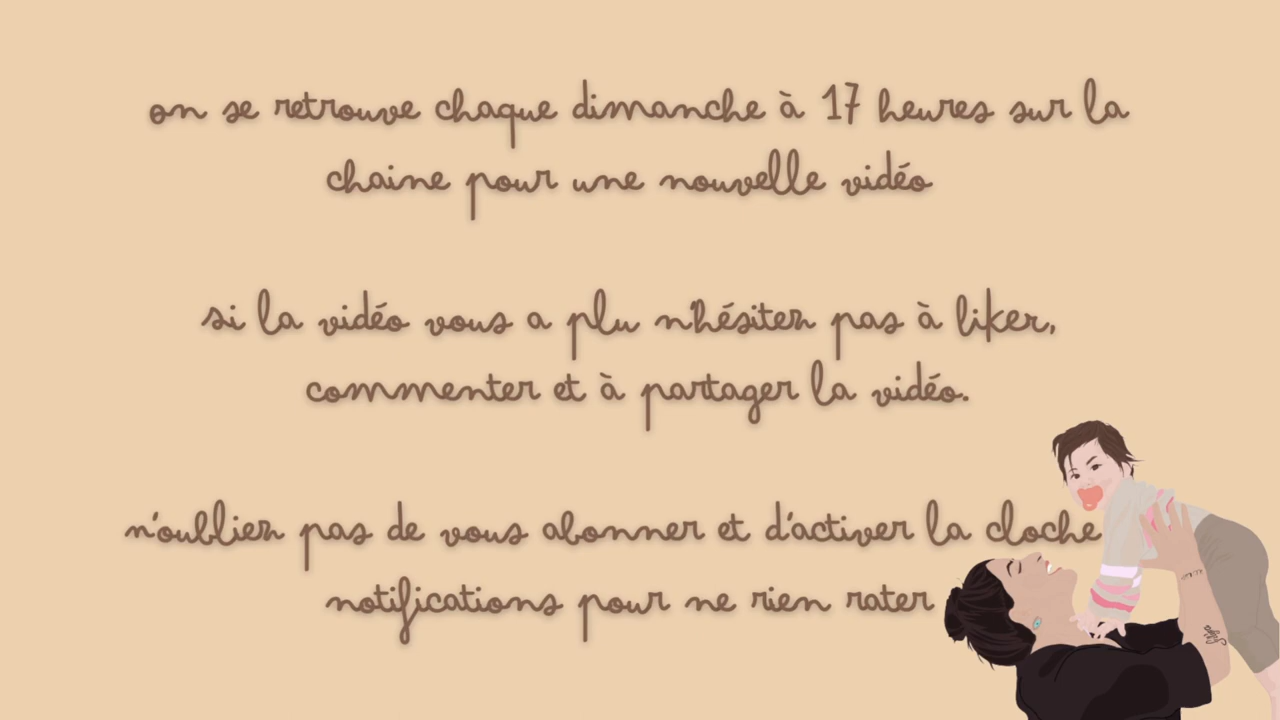 on se retrouve chaque dimanche à 17 heures sur la
chaine pour une nouvelle vidéo
si la vidéo vous a plu n'hésitez pas à liker,
commenter et à partager la vidéo.
n'oubliez pas de vous abonner et d'activer la cloche
notifications pour ne rien rater